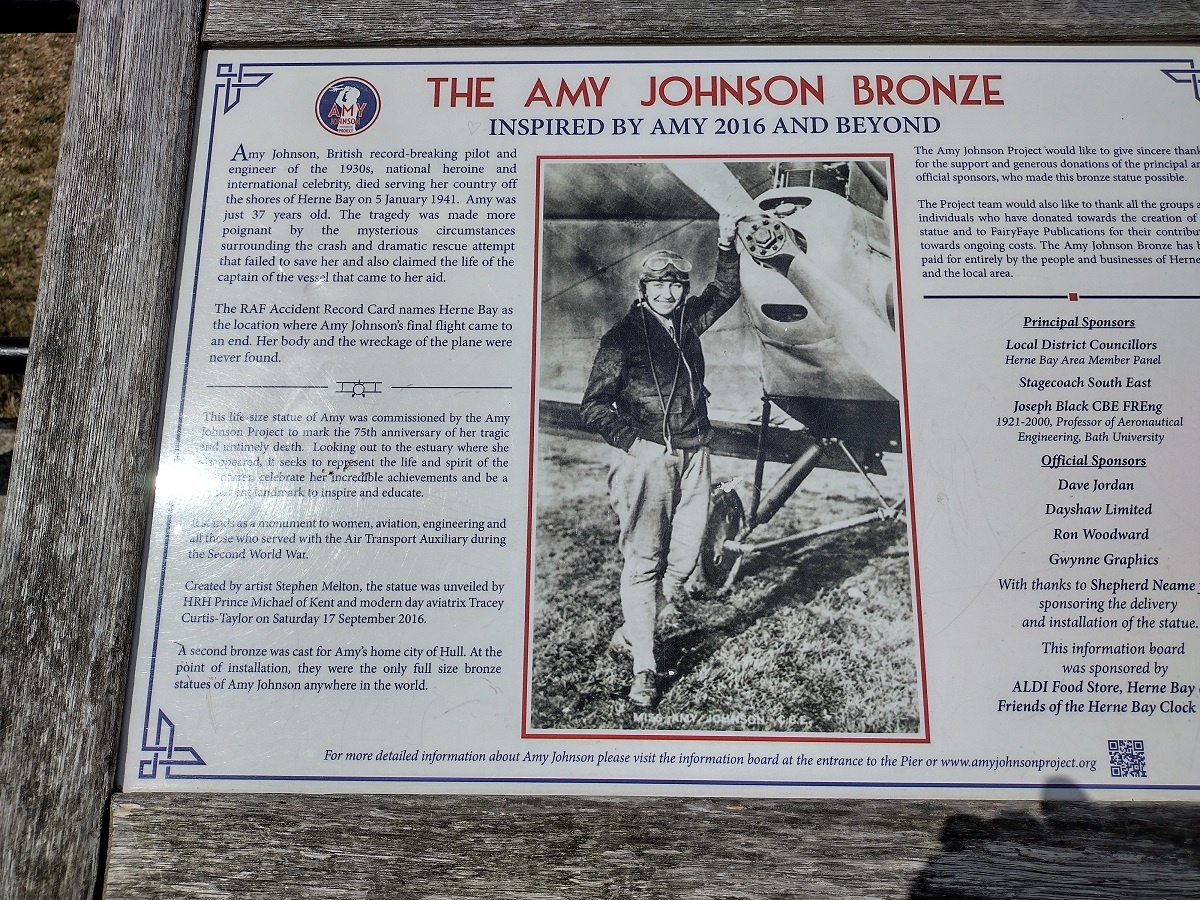 THE AMY JOHNSON BRONZE
INSPIRED BY AMY 2016 AND BEYOND
AMY
JOHNSON
PROJECT
Amy Johnson, British record-breaking pilot and
engineer of the 1930s, national heroine and
international celebrity, died serving her country off
the shores of Herne Bay on 5 January 1941. Amy was
just 37 years old. The tragedy was made more
poignant by the mysterious circumstances
surrounding the crash and dramatic rescue attempt
that failed to save her and also claimed the life of the
captain of the vessel that came to her aid.
The RAF Accident Record Card names Herne Bay as
the location where Amy Johnson's final flight came to
an end. Her body and the wreckage of the plane were
never found.
This life-size statue of Amy was commissioned by the Amy
Johnson Project to mark the 75th anniversary of her tragic
and untimely death. Looking out to the estuary where she
disappeared, it seeks to represent the life and spirit of the
celebrate her incredible achievements and be a
landmark to inspire and educate.
It stands as a monument to women, aviation, engineering and
all those who served with the Air Transport Auxiliary during
the Second World War.
Created by artist Stephen Melton, the statue was unveiled by
HRH Prince Michael of Kent and modern day aviatrix Tracey
Curtis-Taylor on Saturday 17 September 2016.
A second bronze was cast for Amy's home city of Hull. At the
point of installation, they were the only full size bronze
statues of Amy Johnson anywhere in the world.
MISS AMY JOHNSON C.B.E.
The Amy Johnson Project would like to give sincere thank
for the support and generous donations of the principal an
official sponsors, who made this bronze statue possible.
The Project team would also like to thank all the groups a
individuals who have donated towards the creation of
statue and to FairyFaye Publications for their contribut
towards ongoing costs. The Amy Johnson Bronze has b
paid for entirely by the people and businesses of Herne
and the local area.
Principal Sponsors
Local District Councillors
Herne Bay Area Member Panel
Stagecoach South East
Joseph Black CBE FREng
1921-2000, Professor of Aeronautical
Engineering, Bath University
Official Sponsors
Dave Jordan
Dayshaw Limited
Ron Woodward
Gwynne Graphics
With thanks to Shepherd Neame
sponsoring the delivery
and installation of the statue.
This information board
was sponsored by
ALDI Food Store, Herne Bay
Friends of the Herne Bay Clock
For more detailed information about Amy Johnson please visit the information board at the entrance to the Pier or www.amyjohnsonproject.org